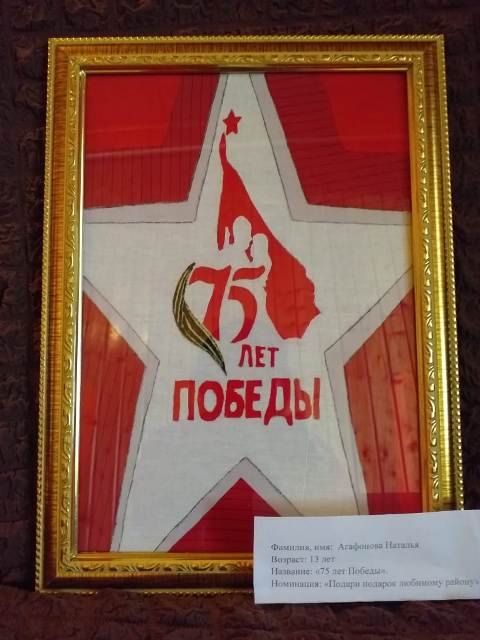 75
ЛЕТ
ПОБЕДЫ
Фамилия, имя: Агафонова Наталья
Возраст: 13 лет
Название: «75 лет Победы».
Номинация: «Подари подарок любимому району»